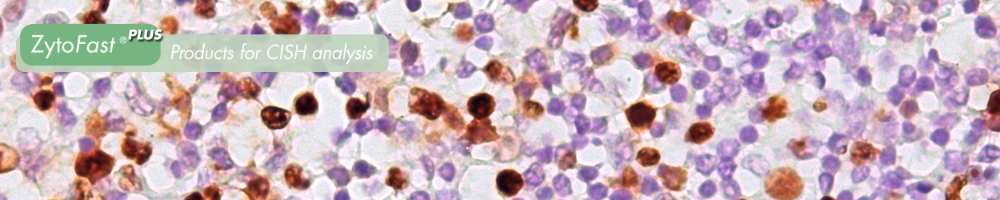 ZytoFast® PLUS
Products for CISH analysis